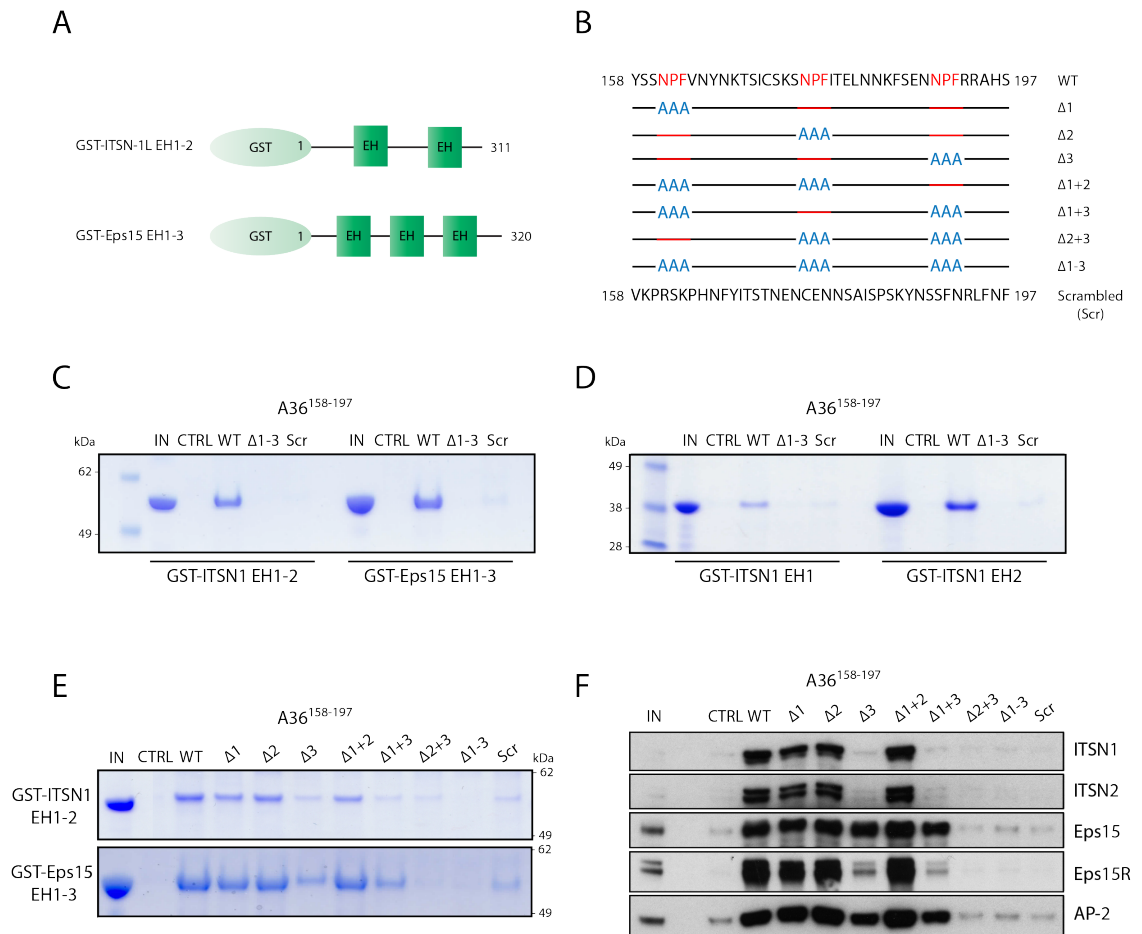 A
GST-ITSN-1L EH1-2 GST 1 EH EH 311
GST-Eps15 EH1-3 GST 1 EH EH EH 320
B
158 YSSNPFVNYNKTSICSKSNPFITELNNKFSENNPFRRAHS 197 WT
AAA Δ1
AAA Δ2
AAA Δ3
AAA AAA Δ1+2
AAA AAA Δ1+3
AAA AAA Δ2+3
AAA AAA AAA Δ1-3
158 VKPRSKPHNFYITSTNENCENNSAISPSKYNSSFNRLFNF 197 Scrambled
(Scr)
C
A36158-197
kDa IN CTRL WT Δ1-3 Scr IN CTRL WT Δ1-3 Scr
62
49
GST-ITSN1 EH1-2 GST-Eps15 EH1-3
D
A36158-197
kDa IN CTRL WT Δ1-3 Scr IN CTRL WT Δ1-3 Scr
49
38
28
GST-ITSN1 EH1 GST-ITSN1 EH2
E
A36158-197
IN CTRL WT Δ1 Δ2 Δ3 Δ1+2 Δ1+3 Δ2+3 Δ1-3 Scr kDa
GST-ITSN1
EH1-2
62
49
GST-Eps15
EH1-3
62
49
F
A36158-197
IN CTRL WT Δ1 Δ2 Δ3 Δ1+2 Δ1+3 Δ2+3 Δ1-3 Scr
ITSN1
ITSN2
Eps15
Eps15R
AP-2